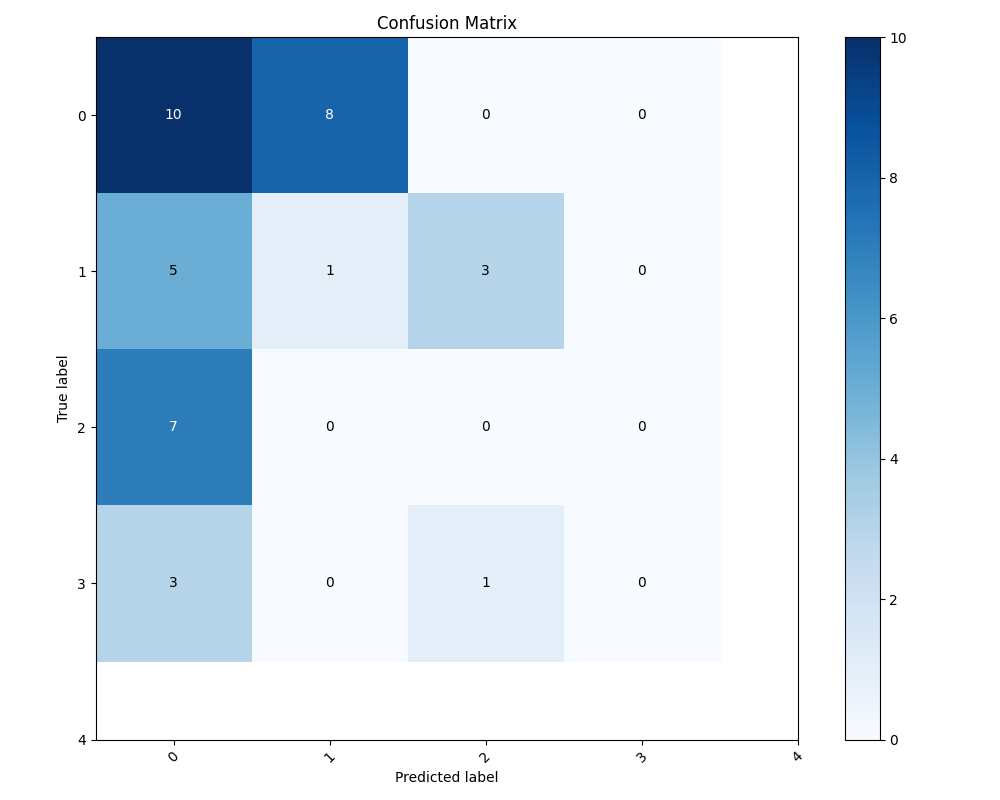 Confusion Matrix
0 10 8 0 0
1 5 1 3 0
2 7 0 0 0
3 3 0 1 0
4
0 1 2 3 4
True label
Predicted label
10
8
6
4
2
0